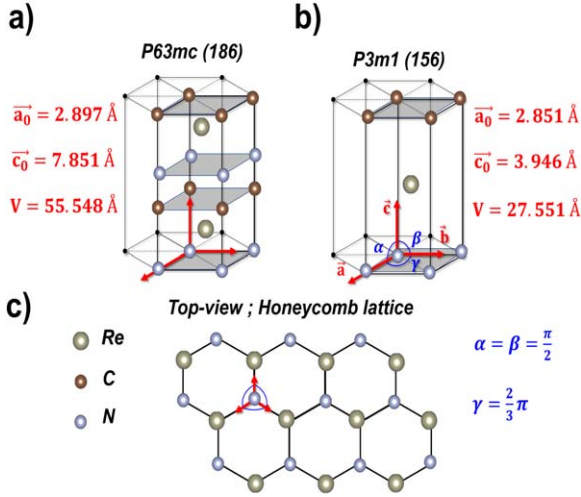 a)
P63mc (186)
a₀ = 2.897 Å
c₀ = 7.851 Å
V = 55.548 Å
b)
P3m1 (156)
a₀ = 2.851 Å
c₀ = 3.946 Å
V = 27.551 Å
c
α β b
a γ
c)
Top-view ; Honeycomb lattice
Re
C
N
α = β = π/2
γ = 2/3 π